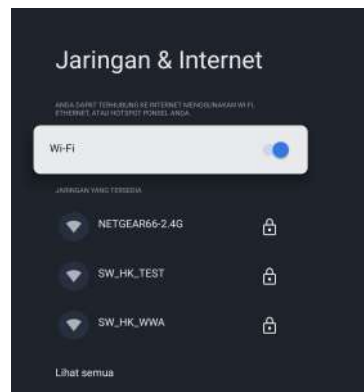 Jaringan & Internet
ANDA DAPAT TERHUBUNG KE INTERNET MENGGUNAKAN WI-FI,
ETHERNET, ATAU HOTSPOT PONSEL ANDA.
Wi-Fi
JARINGAN YANG TERSEDIA
NETGEAR66-2.4G
SW_HK_TEST
SW_HK_WWA
Lihat semua